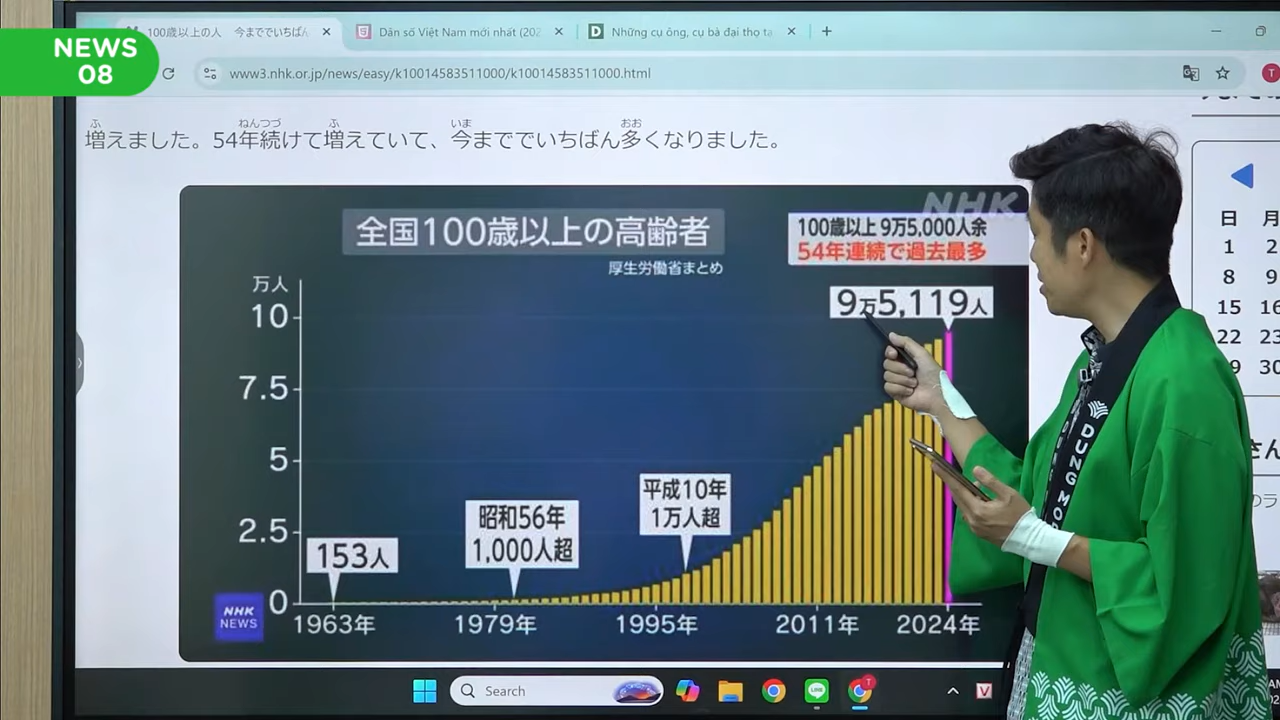 NEWS
08
100歳以上の人 今まででいちばん
Dân số Việt Nam mới nhất (202
Những cụ ông, cụ bà đại thọ tạ
www3.nhk.or.jp/news/easy/k10014583511000/k10014583511000.html
T
ふ ねんつづ ふ いま おお
増えました。54年続けて増えていて、今まででいちばん多くなりました。
NHK
全国100歳以上の高齢者
厚生労働省まとめ
100歳以上 9万5,000人余
54年連続で過去最多
9万5,119人
万人
10
7.5
5
2.5
0
153人
昭和56年
1,000人超
平成10年
1万人超
1963年 1979年 1995年 2011年 2024年
NHK
NEWS
日 月
1 2
8 9
15 16
22 23
9 30
さん
のラ
DUNG MO
Search
LINE
T
V